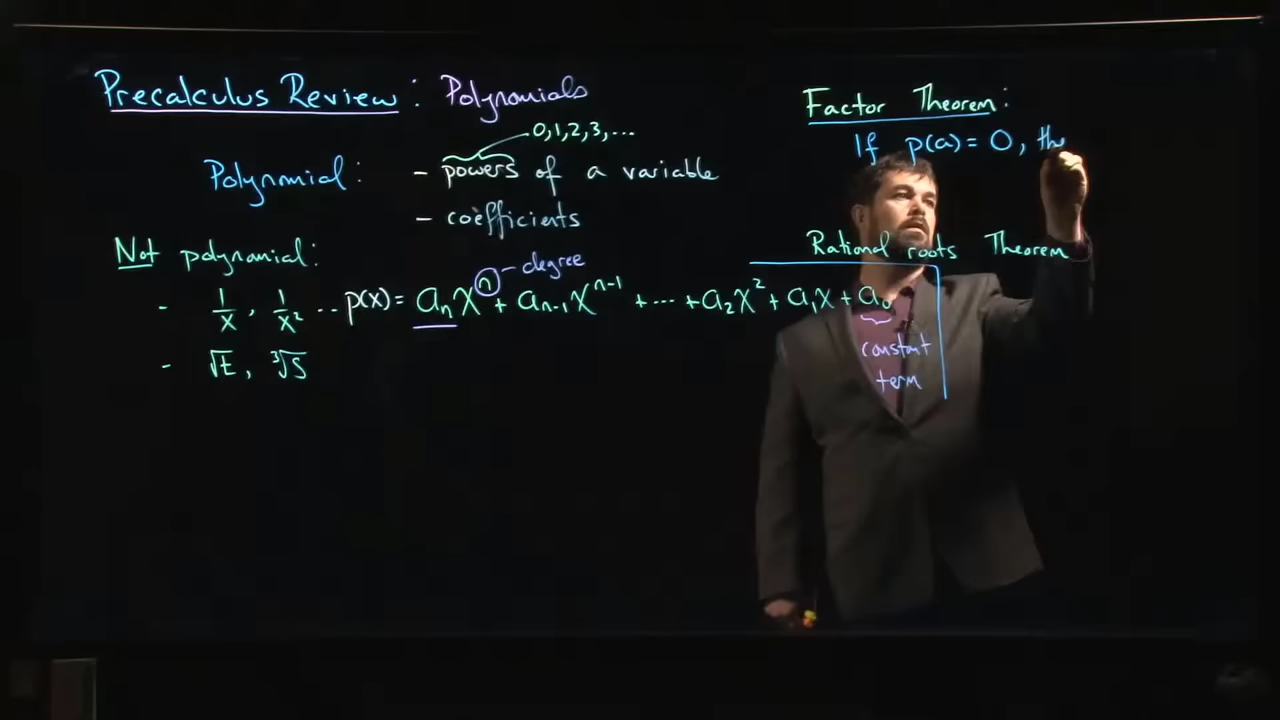 Precalculus Review: Polynomials
0,1,2,3,...
Polynomial: - powers of a variable
- coefficients
Not polynomial:
- 1/x, 1/x² ...
- √t, ³√s
degree
p(x) = aₙxⁿ + aₙ₋₁xⁿ⁻¹ + ... + a₂x² + a₁x + a₀
constant
term
Factor Theorem:
If p(a) = 0, the
Rational roots Theorem